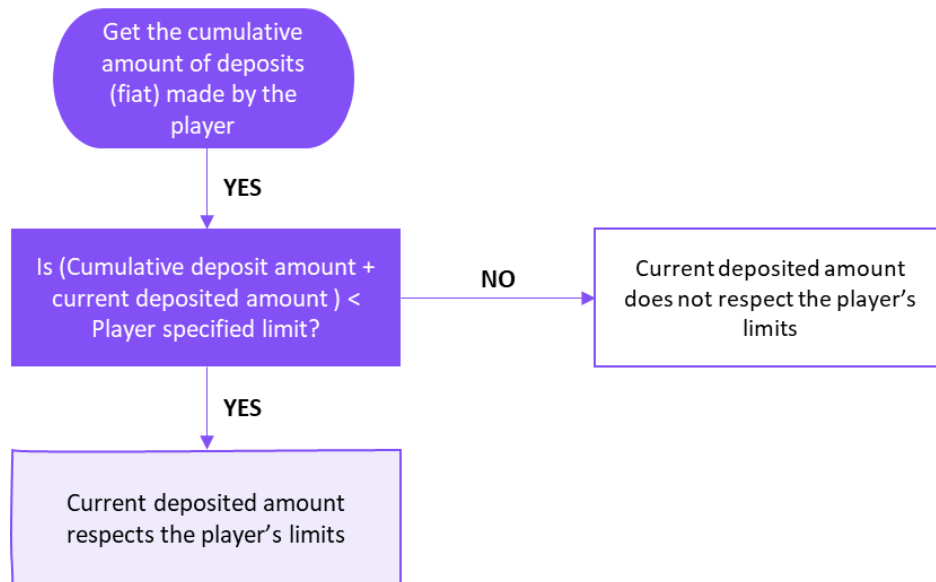 Get the cumulative
amount of deposits
(fiat) made by the
player
YES
Is (Cumulative deposit amount +
current deposited amount ) <
Player specified limit?
NO
Current deposited amount
does not respect the player’s
limits
YES
Current deposited amount
respects the player’s limits